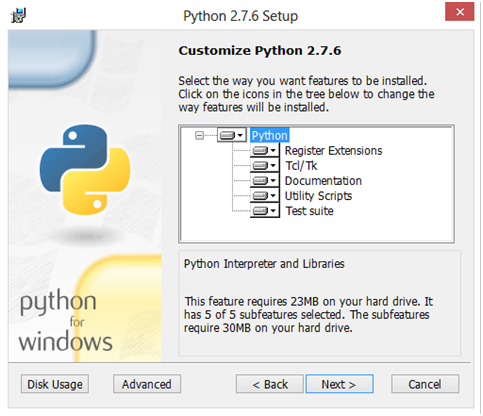 Python 2.7.6 Setup
Customize Python 2.7.6
Select the way you want features to be installed.
Click on the icons in the tree below to change the
way features will be installed.
Python
Register Extensions
Tcl/Tk
Documentation
Utility Scripts
Test suite
Python Interpreter and Libraries
This feature requires 23MB on your hard drive. It
has 5 of 5 subfeatures selected. The subfeatures
require 30MB on your hard drive.
python
for
windows
Disk Usage
Advanced
< Back
Next >
Cancel